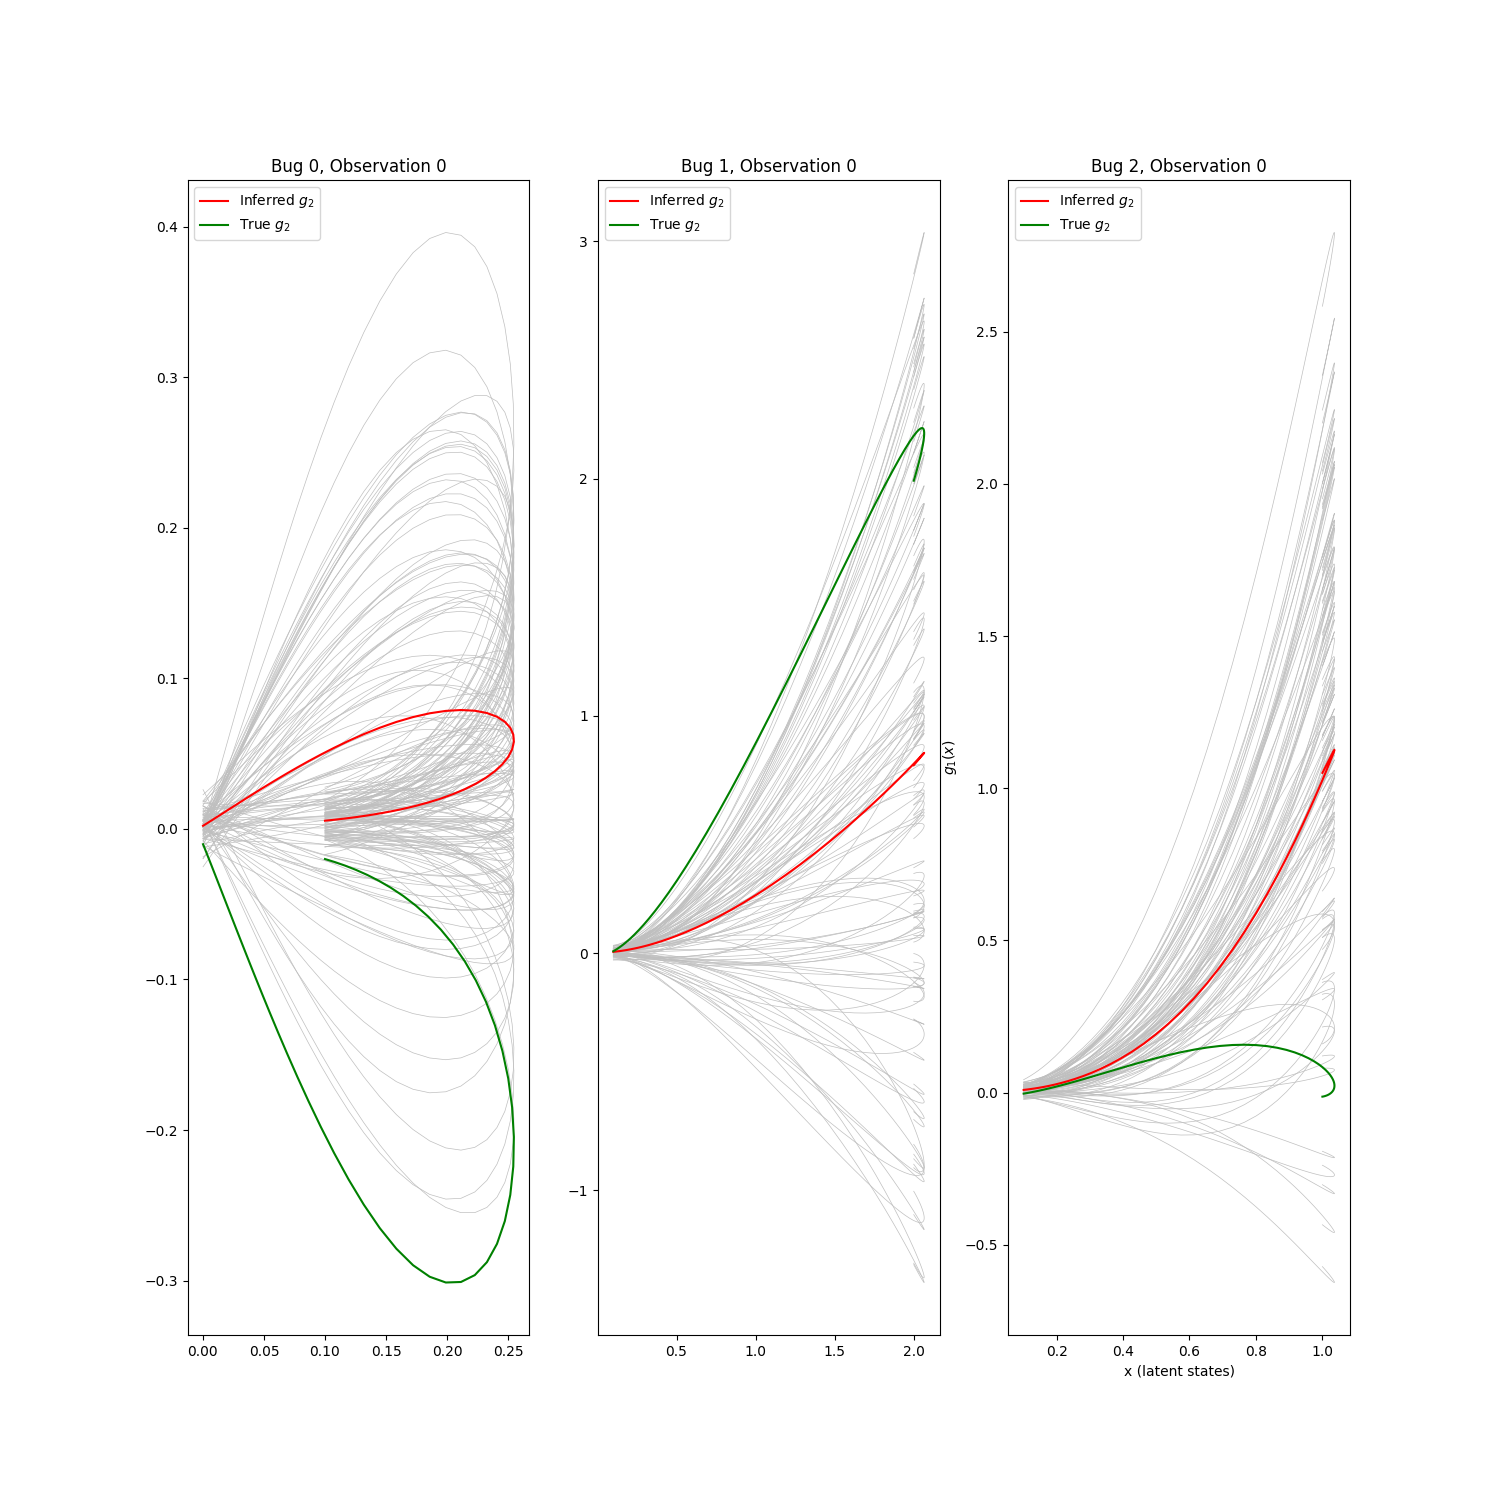 Bug 0, Observation 0
Inferred g₂
True g₂
0.4
0.3
0.2
0.1
0.0
−0.1
−0.2
−0.3
0.00 0.05 0.10 0.15 0.20 0.25
Bug 1, Observation 0
Inferred g₂
True g₂
3
2
1
0
−1
0.5 1.0 1.5 2.0
Bug 2, Observation 0
Inferred g₂
True g₂
g₁(x)
2.5
2.0
1.5
1.0
0.5
0.0
−0.5
0.2 0.4 0.6 0.8 1.0
x (latent states)